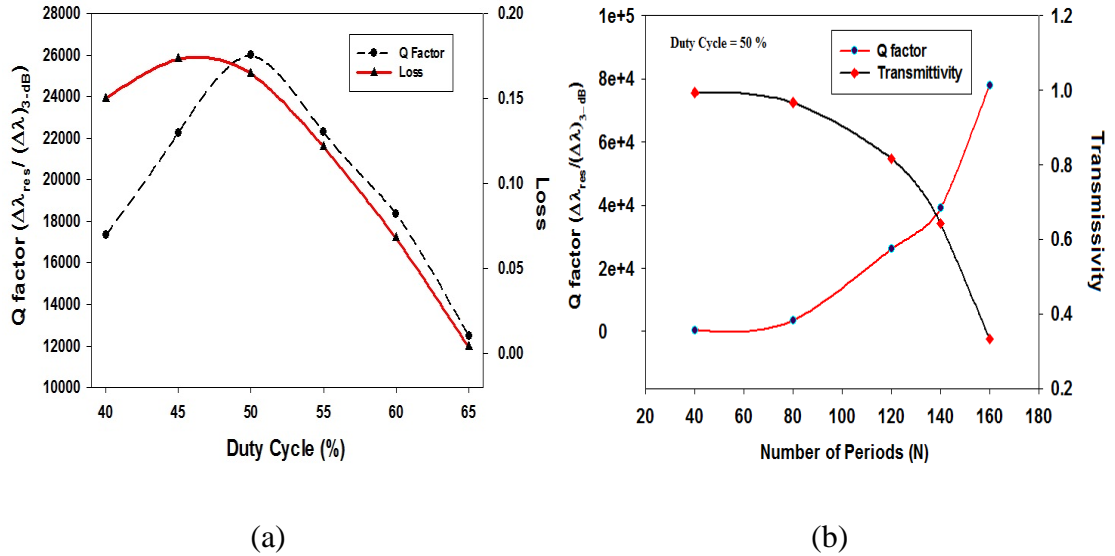 Q factor (Δλres/ (Δλ)3-dB)
28000
26000
24000
22000
20000
18000
16000
14000
12000
10000
Q Factor
Loss
0.20
0.15
0.10
0.05
0.00
Loss
40
45
50
55
60
65
Duty Cycle (%)
(a)
Q factor (Δλres/(Δλ)3-dB)
1e+5
8e+4
6e+4
4e+4
2e+4
0
Duty Cycle = 50 %
Q factor
Transmittivity
1.2
1.0
0.8
0.6
0.4
0.2
Transmissivity
20
40
60
80
100
120
140
160
180
Number of Periods (N)
(b)